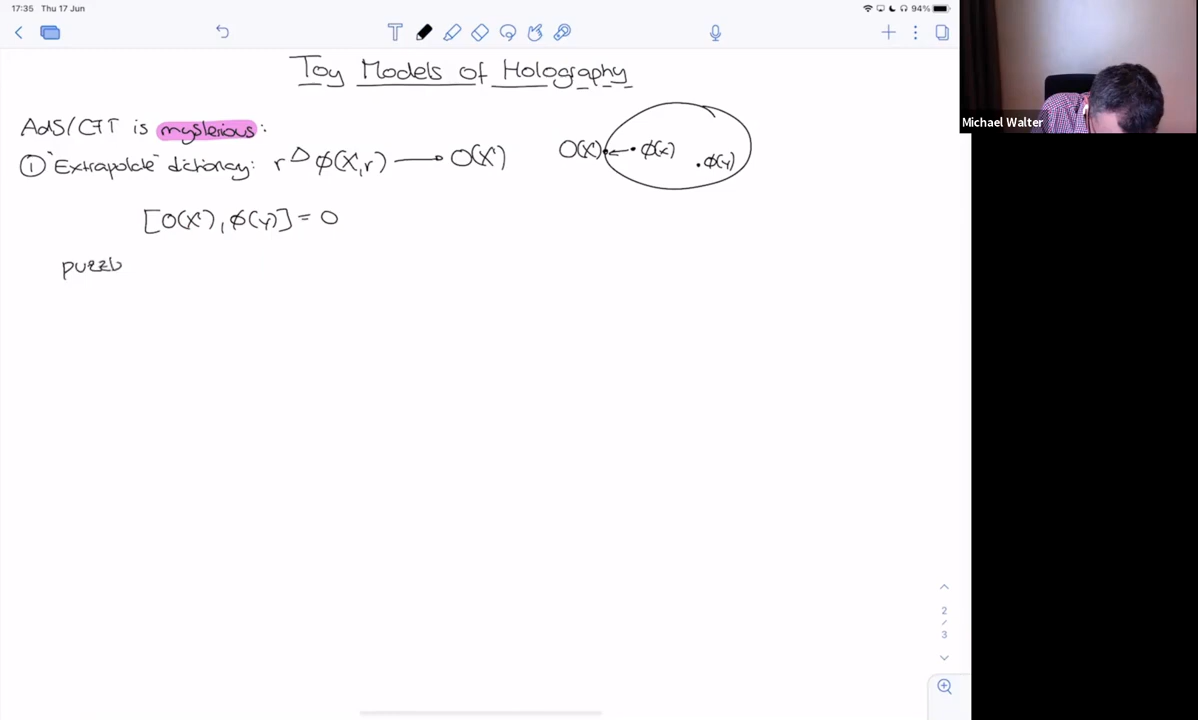 17:35 Thu 17 Jun
94%
Toy Models of Holography
AdS/CFT is mysterious:
① "Extrapolate" dictionary: r^Δ φ(X,r) → O(X)
O(X) ← φ(x)
φ(y)
[O(X), φ(y)] = 0
puzzl
2
/
3
Michael Walter